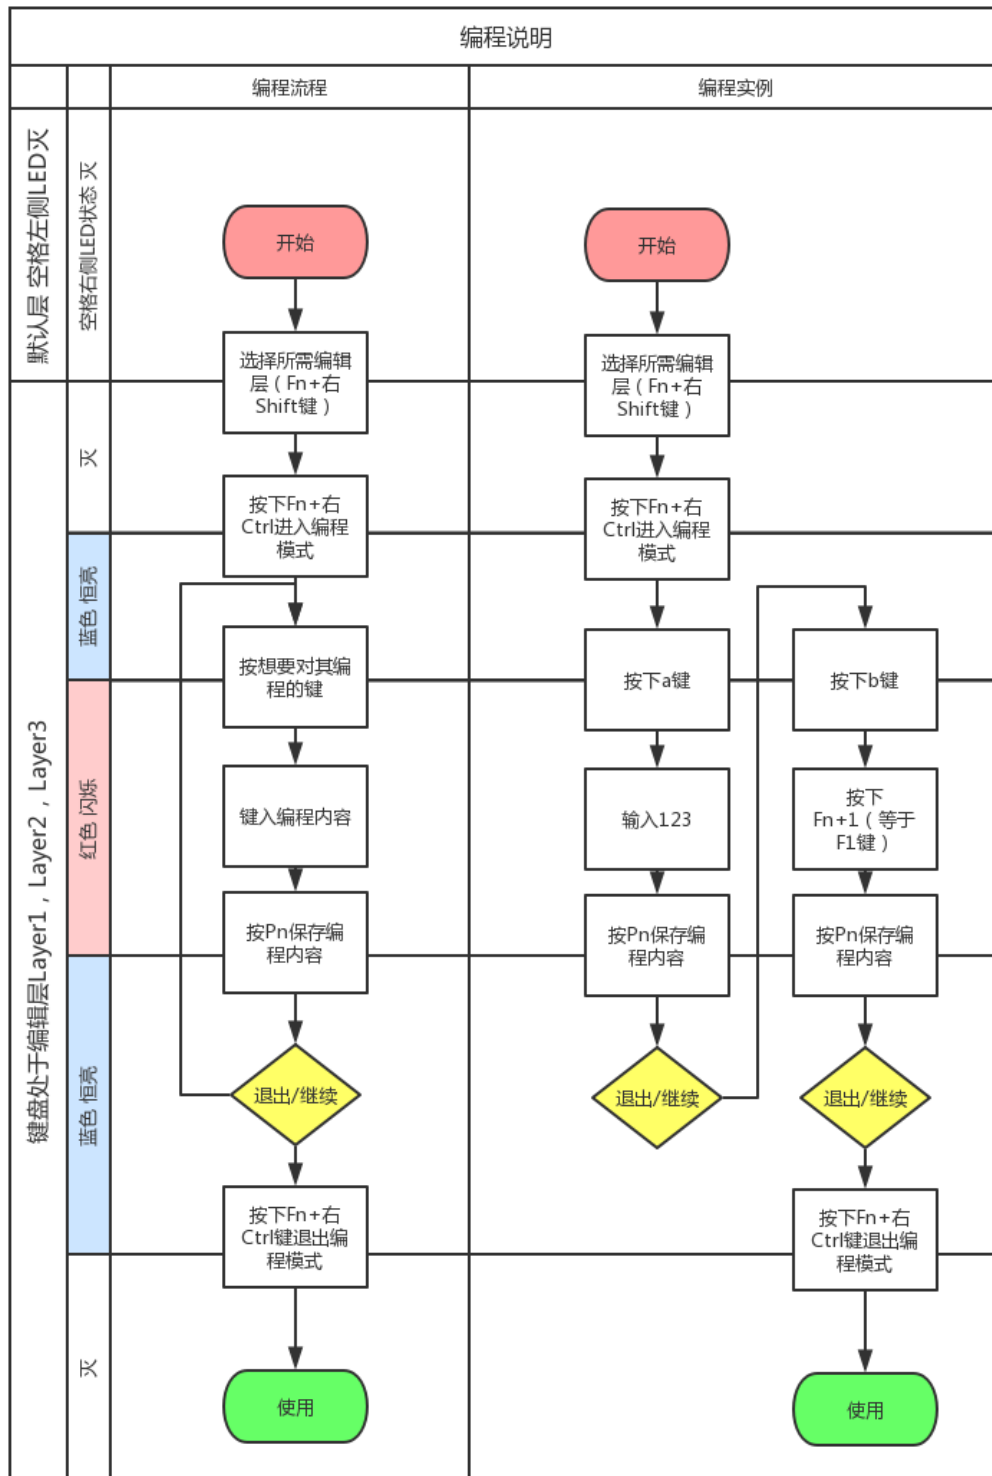 编程说明
编程流程
编程实例
默认层 空格左侧LED灭
空格右侧LED状态 灭
开始
选择所需编辑
层（Fn+右
Shift键）
灭
按下Fn+右
Ctrl进入编程
模式
蓝色 恒亮
按想要对其编
程的键
键盘处于编辑层Layer1，Layer2，Layer3
红色 闪烁
键入编程内容
按Pn保存编
程内容
蓝色 恒亮
退出/继续
按下Fn+右
Ctrl键退出编
程模式
灭
使用
开始
选择所需编辑
层（Fn+右
Shift键）
按下Fn+右
Ctrl进入编程
模式
按下a键
输入123
按Pn保存编
程内容
退出/继续
按下b键
按下
Fn+1（等于
F1键）
按Pn保存编
程内容
退出/继续
按下Fn+右
Ctrl键退出编
程模式
使用